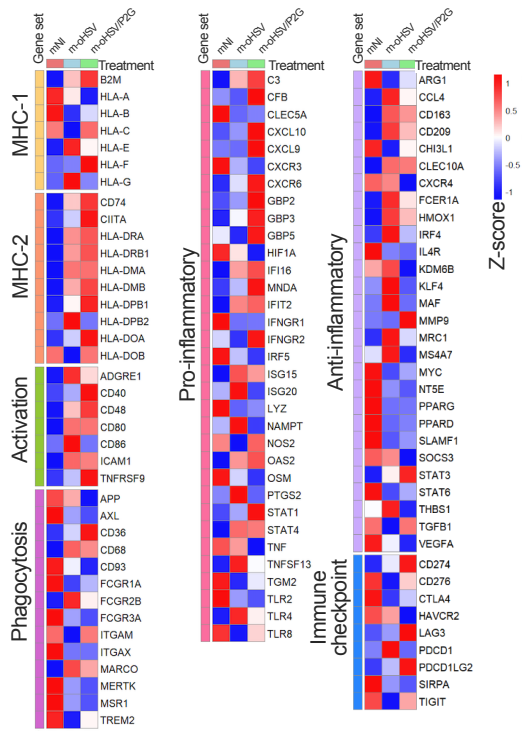 Gene set
mNI
m-oHSV
m-oHSV/P2G
Treatment
MHC-1
B2M
HLA-A
HLA-B
HLA-C
HLA-E
HLA-F
HLA-G
MHC-2
CD74
CIITA
HLA-DRA
HLA-DRB1
HLA-DMA
HLA-DMB
HLA-DPB1
HLA-DPB2
HLA-DOA
HLA-DOB
Activation
ADGRE1
CD40
CD48
CD80
CD86
ICAM1
TNFRSF9
Phagocytosis
APP
AXL
CD36
CD68
CD93
FCGR1A
FCGR2B
FCGR3A
ITGAM
ITGAX
MARCO
MERTK
MSR1
TREM2
Gene set
mNI
m-oHSV
m-oHSV/P2G
Treatment
Pro-inflammatory
C3
CFB
CLEC5A
CXCL10
CXCL9
CXCR3
CXCR6
GBP2
GBP3
GBP5
HIF1A
IFI16
MNDA
IFIT2
IFNGR1
IFNGR2
IRF5
ISG15
ISG20
LYZ
NAMPT
NOS2
OAS2
OSM
PTGS2
STAT1
STAT4
TNF
TNFSF13
TGM2
TLR2
TLR4
TLR8
Gene set
mNI
m-oHSV
m-oHSV/P2G
Treatment
Anti-inflammatory
ARG1
CCL4
CD163
CD209
CHI3L1
CLEC10A
CXCR4
FCER1A
HMOX1
IRF4
IL4R
KDM6B
KLF4
MAF
MMP9
MRC1
MS4A7
MYC
NT5E
PPARG
PPARD
SLAMF1
SOCS3
STAT3
STAT6
THBS1
TGFB1
VEGFA
Immune
checkpoint
CD274
CD276
CTLA4
HAVCR2
LAG3
PDCD1
PDCD1LG2
SIRPA
TIGIT
1
0.5
0
-0.5
-1
Z-score